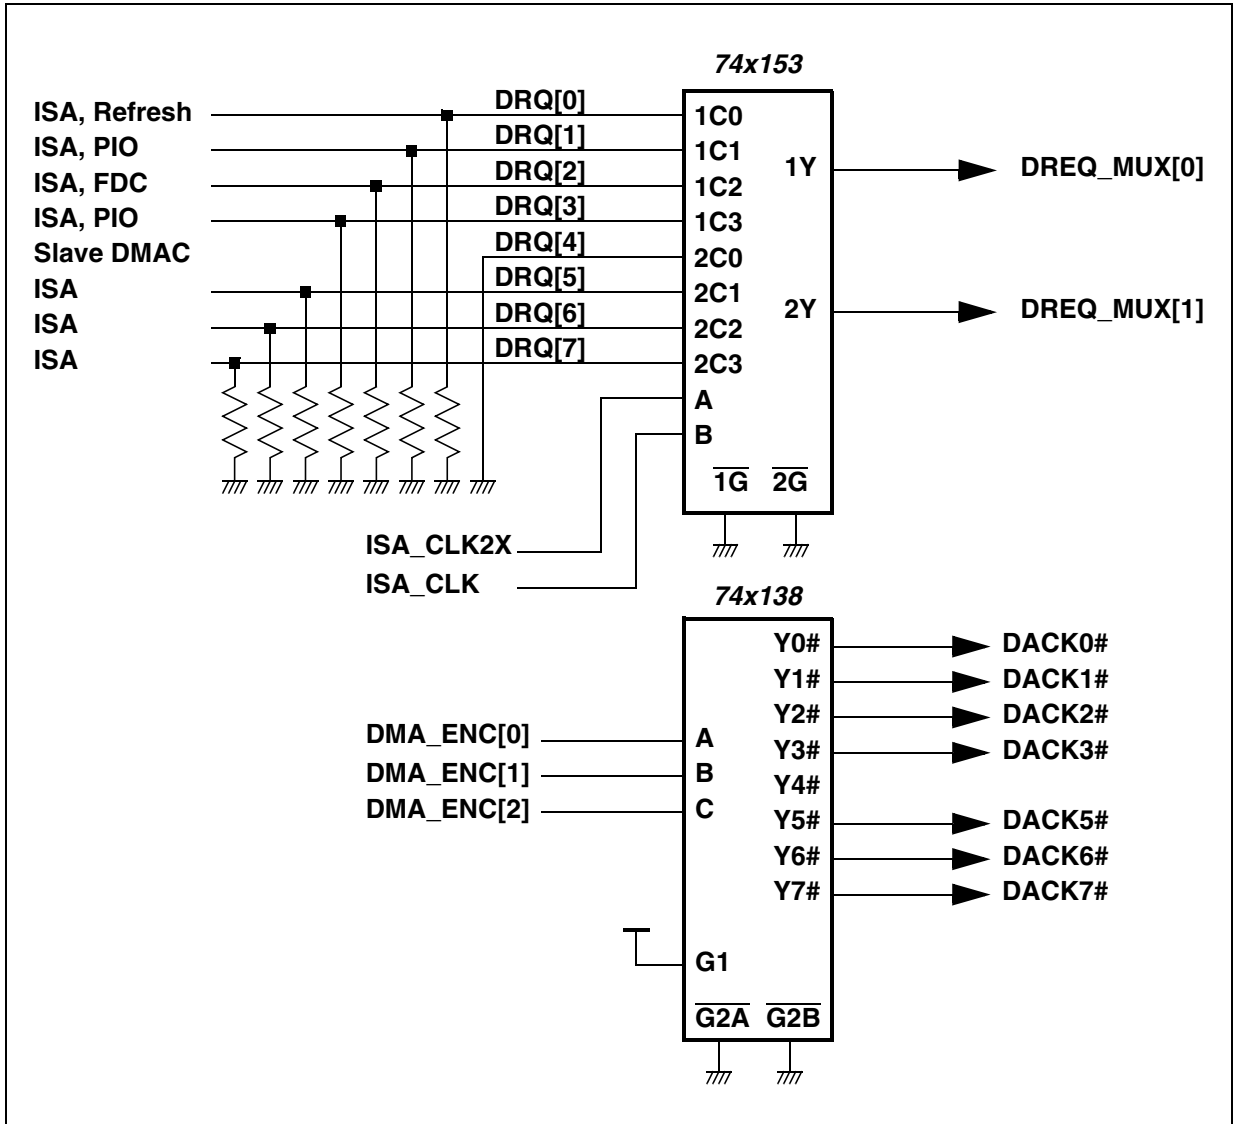 74x153
ISA, Refresh DRQ[0] 1C0
ISA, PIO DRQ[1] 1C1 1Y DREQ_MUX[0]
ISA, FDC DRQ[2] 1C2
ISA, PIO DRQ[3] 1C3
Slave DMAC DRQ[4] 2C0
ISA DRQ[5] 2C1
ISA DRQ[6] 2C2 2Y DREQ_MUX[1]
ISA DRQ[7] 2C3
A
B
1G 2G
ISA_CLK2X
ISA_CLK
74x138
Y0# DACK0#
Y1# DACK1#
Y2# DACK2#
DMA_ENC[0] A Y3# DACK3#
DMA_ENC[1] B Y4#
DMA_ENC[2] C Y5# DACK5#
Y6# DACK6#
Y7# DACK7#
G1
G2A G2B